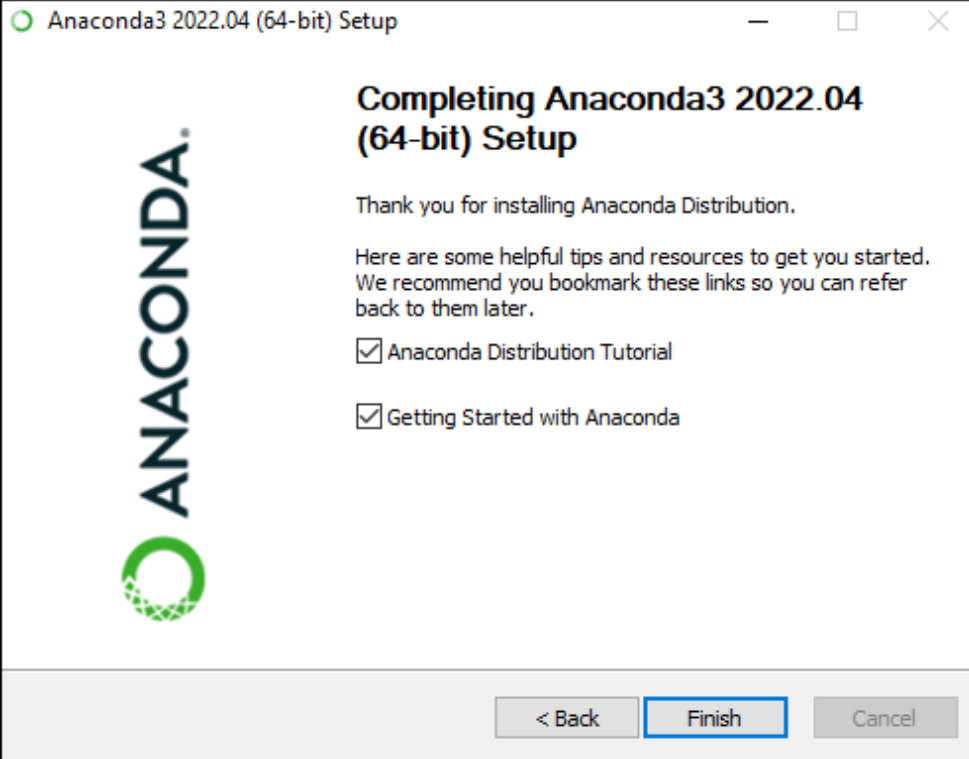 Anaconda3 2022.04 (64-bit) Setup
ANACONDA.
Completing Anaconda3 2022.04
(64-bit) Setup
Thank you for installing Anaconda Distribution.
Here are some helpful tips and resources to get you started.
We recommend you bookmark these links so you can refer
back to them later.
Anaconda Distribution Tutorial
Getting Started with Anaconda
< Back
Finish
Cancel